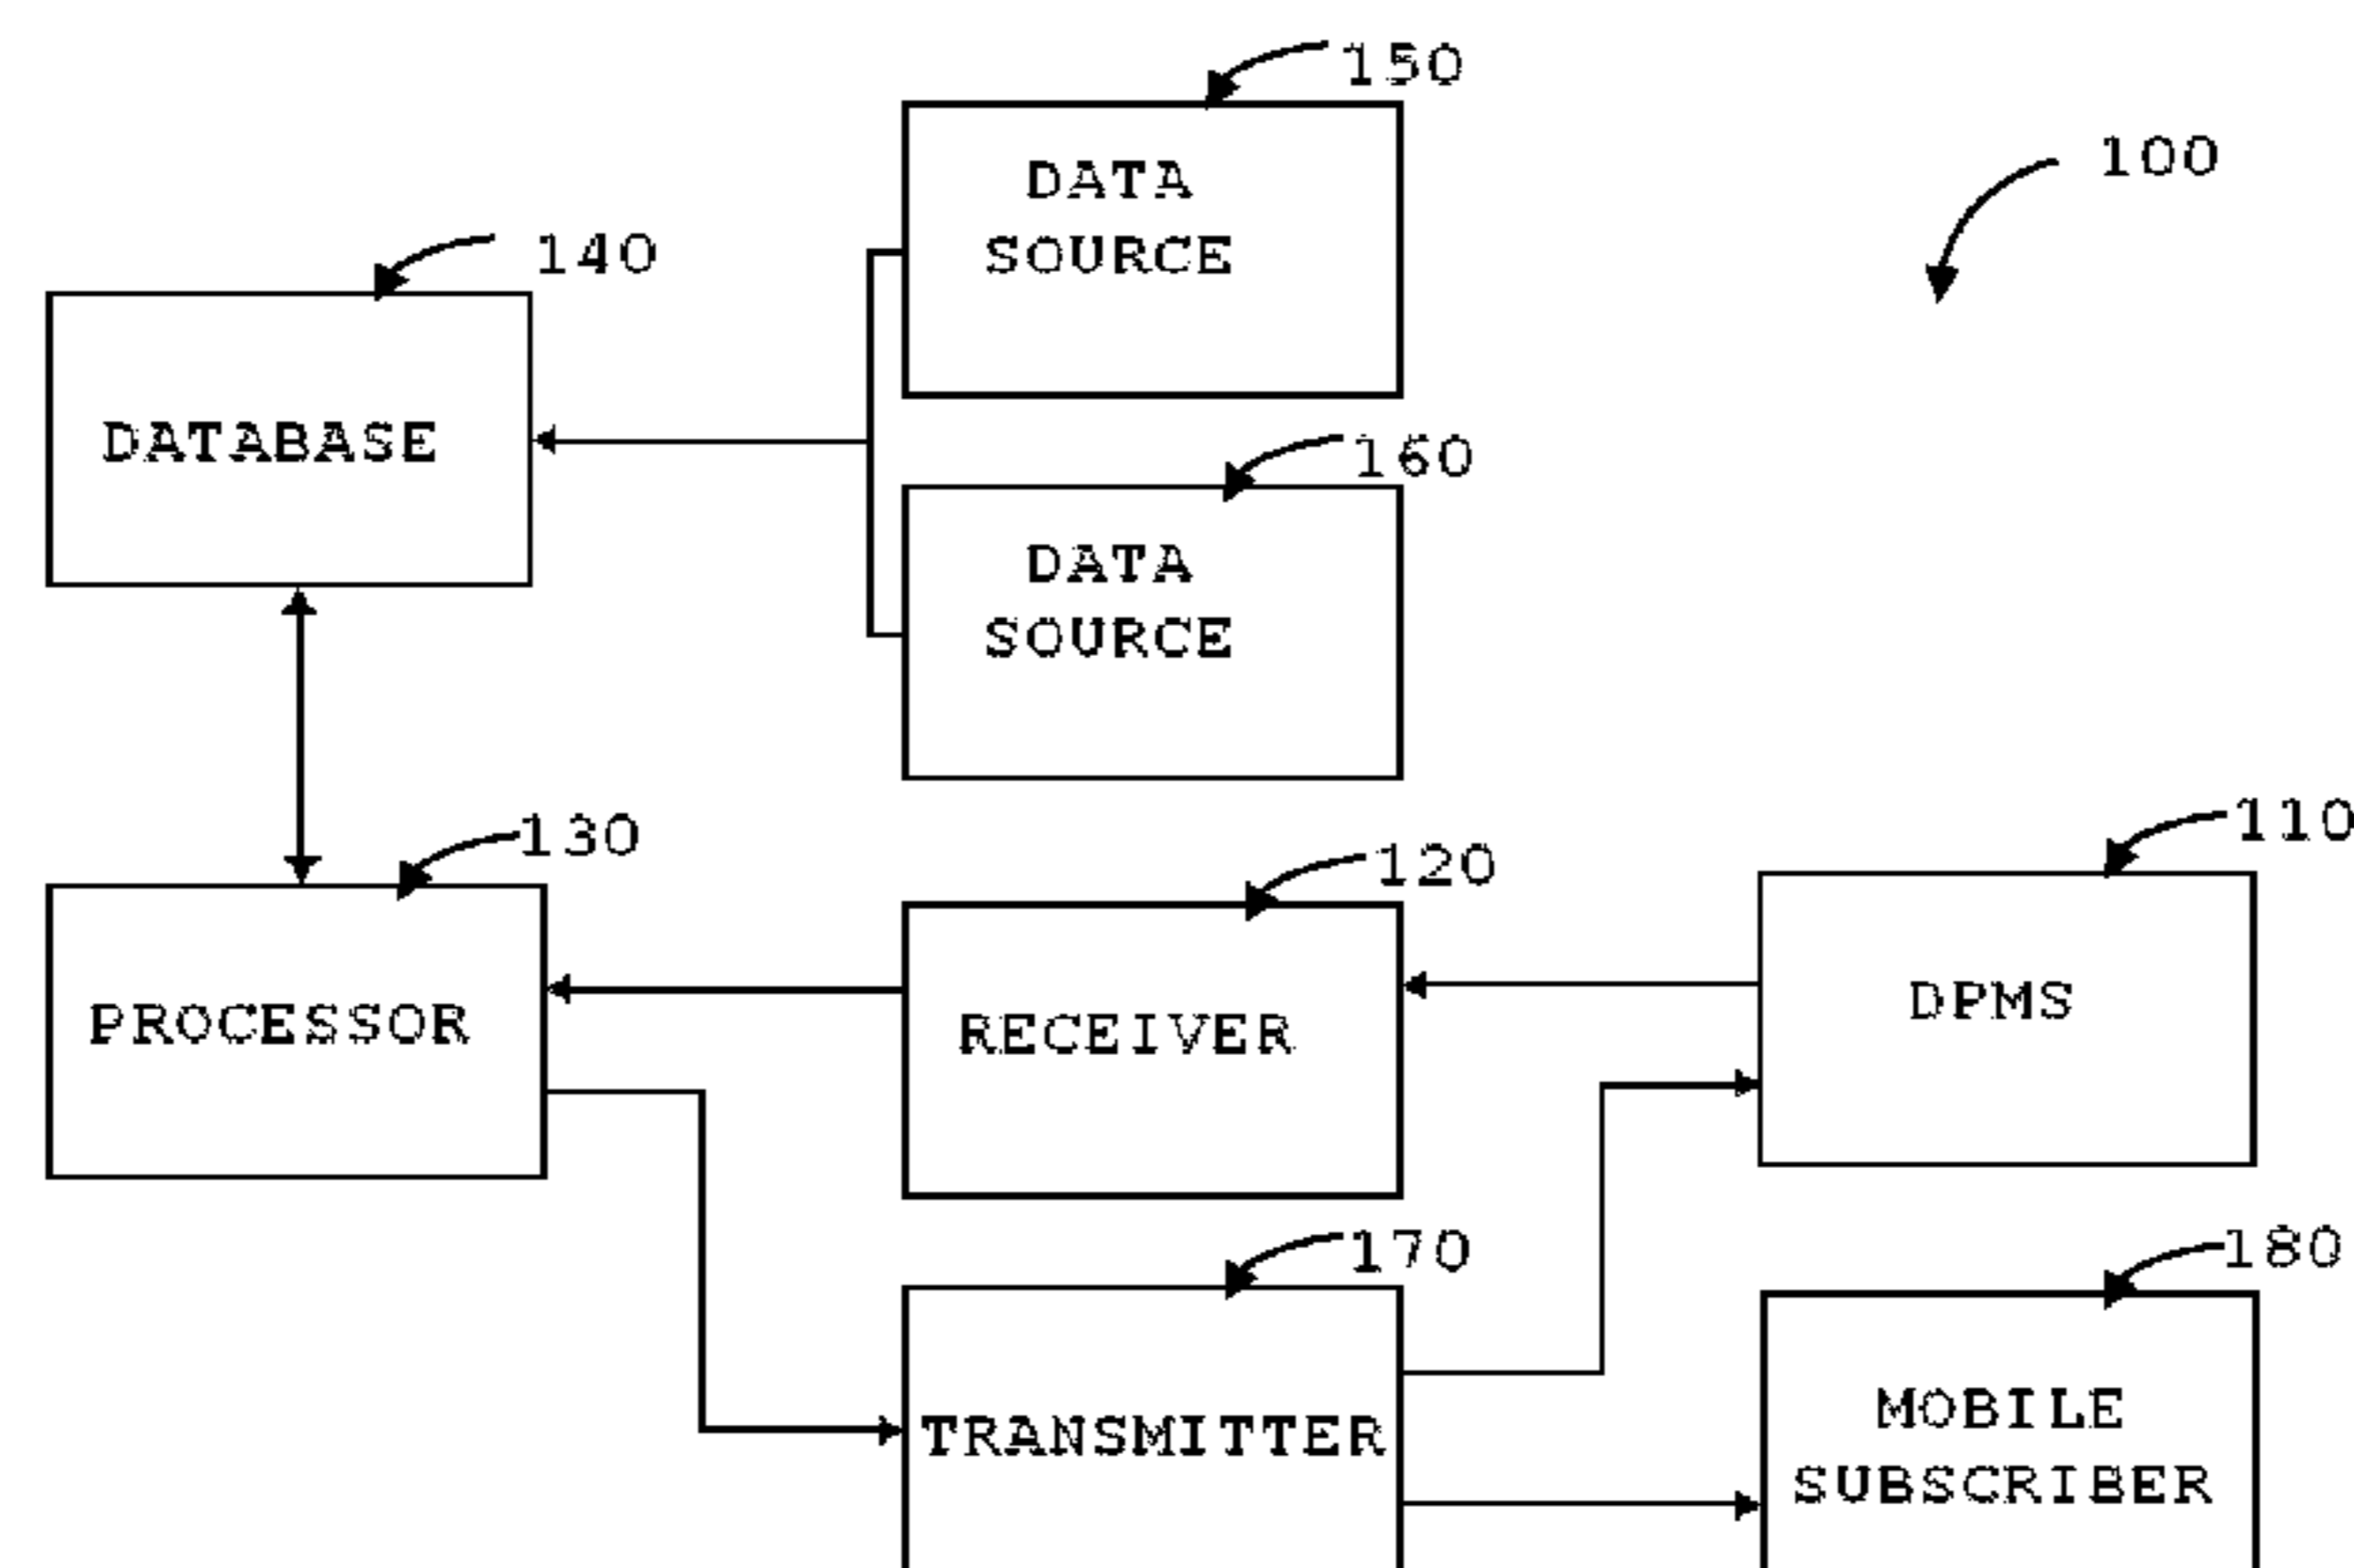 150
DATA
SOURCE
100
140
DATABASE
160
DATA
SOURCE
130
PROCESSOR
120
RECEIVER
110
DPMS
170
TRANSMITTER
180
MOBILE
SUBSCRIBER